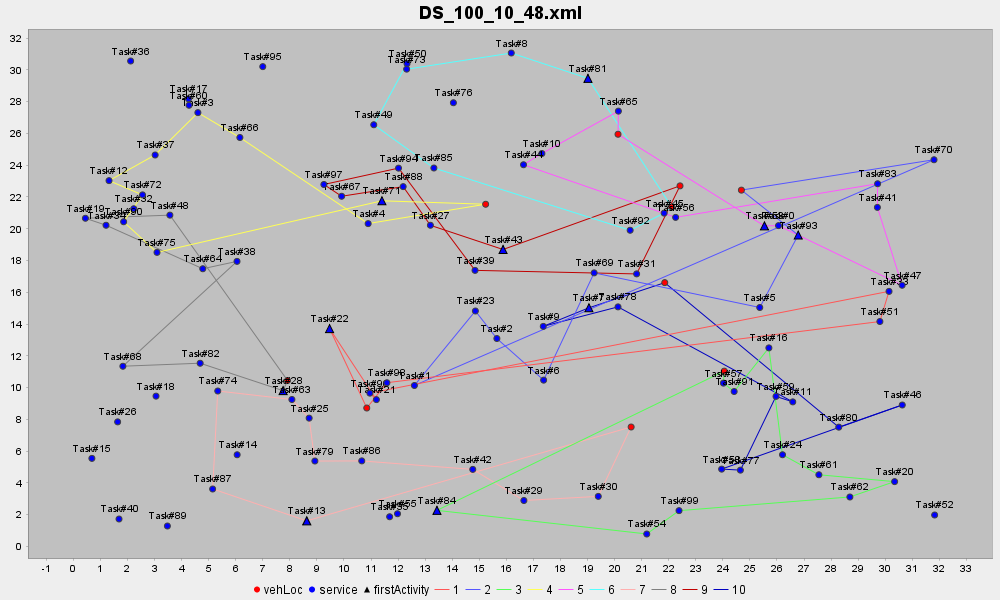 DS_100_10_48.xml
32
30
28
26
24
22
20
18
16
14
12
10
8
6
4
2
0
Task#36
Task#95
Task#50
Task#73
Task#8
Task#81
Task#17
Task#60
Task#3
Task#76
Task#65
Task#49
Task#66
Task#10
Task#44
Task#37
Task#12
Task#94
Task#85
Task#70
Task#97
Task#67
Task#88
Task#83
Task#72
Task#32
Task#71
Task#41
Task#19
Task#48
Task#4
Task#27
Task#92
Task#45
Task#56
Task#93
Task#75
Task#43
Task#64
Task#38
Task#39
Task#69
Task#31
Task#47
Task#33
Task#7
Task#78
Task#5
Task#23
Task#9
Task#51
Task#22
Task#2
Task#16
Task#68
Task#82
Task#6
Task#98
Task#1
Task#57
Task#91
Task#18
Task#74
Task#28
Task#63
Task#21
Task#59
Task#11
Task#46
Task#26
Task#25
Task#80
Task#15
Task#14
Task#79
Task#86
Task#42
Task#58
Task#77
Task#24
Task#61
Task#20
Task#87
Task#29
Task#30
Task#62
Task#40
Task#89
Task#13
Task#55
Task#84
Task#99
Task#54
Task#52
-1 0 1 2 3 4 5 6 7 8 9 10 11 12 13 14 15 16 17 18 19 20 21 22 23 24 25 26 27 28 29 30 31 32 33
vehLoc service firstActivity 1 2 3 4 5 6 7 8 9 10